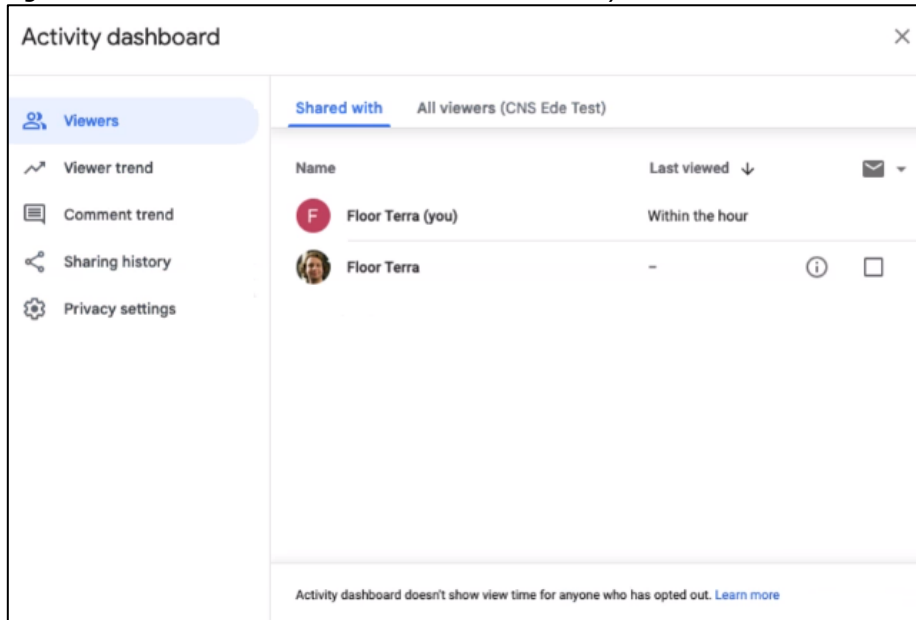 Activity dashboard
Viewers
Viewer trend
Comment trend
Sharing history
Privacy settings
Shared with All viewers (CNS Ede Test)
Name Last viewed
F Floor Terra (you) Within the hour
Floor Terra –
Activity dashboard doesn't show view time for anyone who has opted out. Learn more